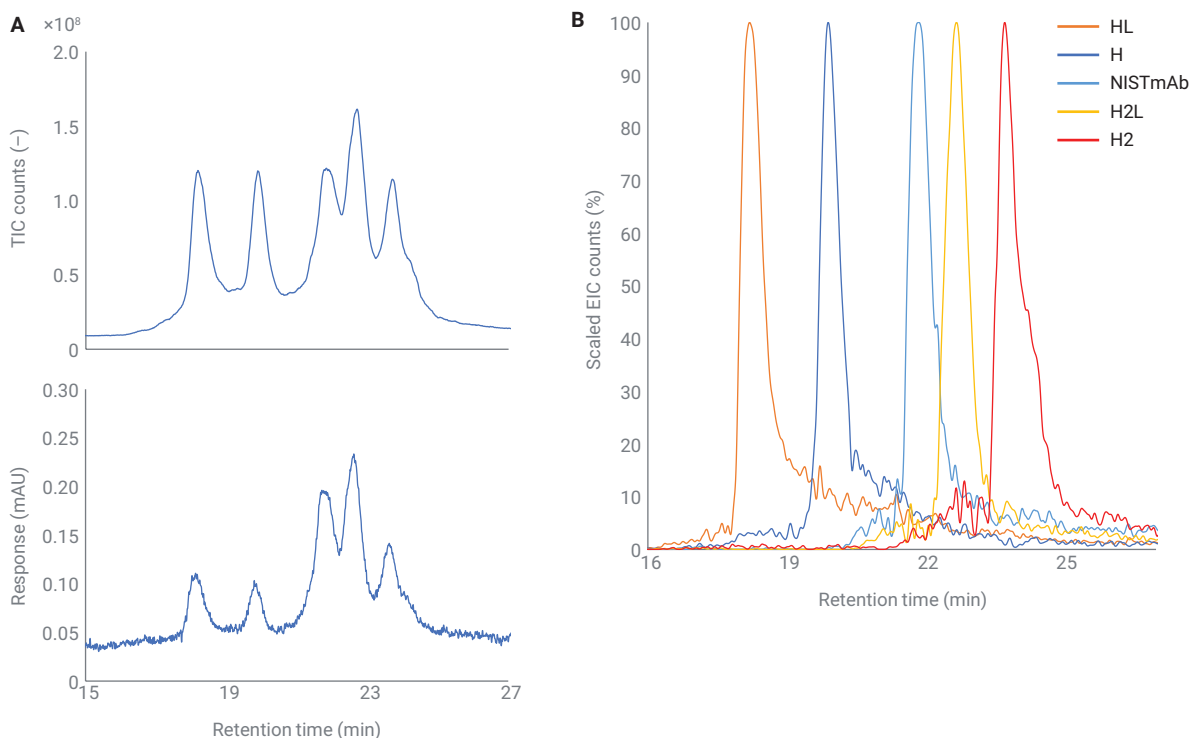 A
×10⁸
2.0
1.5
1.0
0.5
0
TIC counts (–)
0.30
0.25
0.20
0.15
0.10
0.05
0
Response (mAU)
15 19 23 27
Retention time (min)
B
100
90
80
70
60
50
40
30
20
10
0
Scaled EIC counts (%)
16 19 22 25
Retention time (min)
HL
H
NISTmAb
H2L
H2